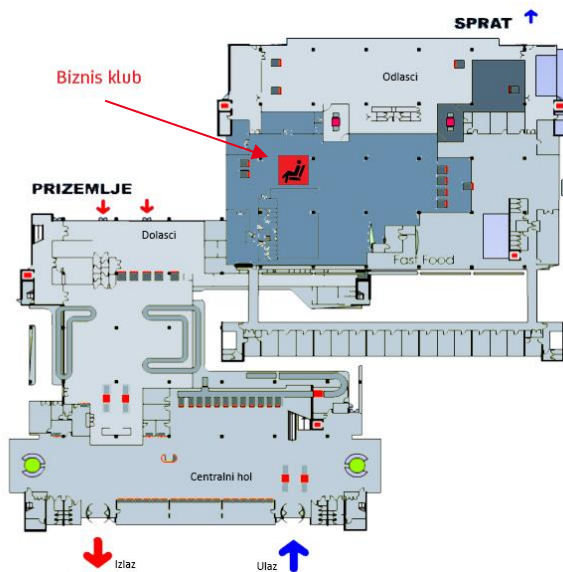 SPRAT
Biznis klub
Odlasci
PRIZEMLJE
Dolasci
Fast Food
Centralni hol
Izlaz
Ulaz